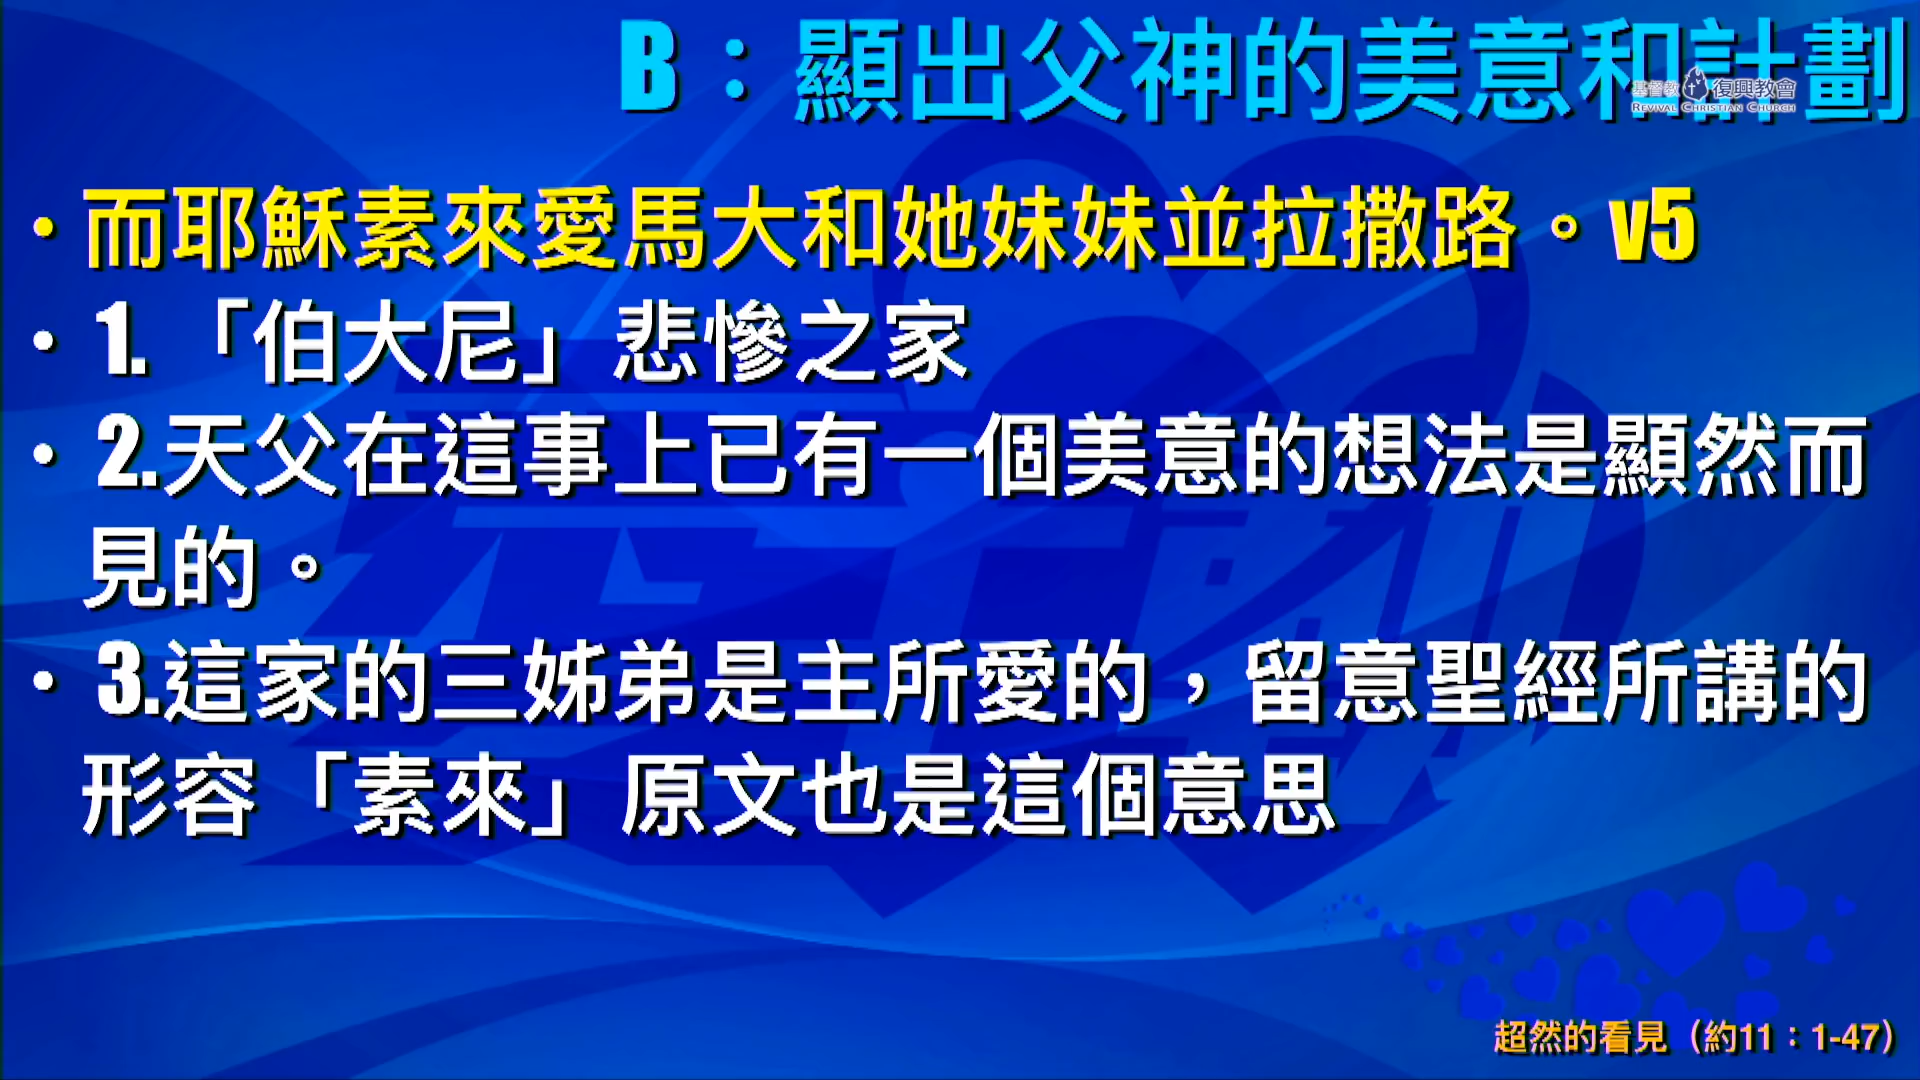 B：顯出父神的美意和計劃
基督教 復興教會
REVIVAL CHRISTIAN CHURCH
•而耶穌素來愛馬大和她妹妹並拉撒路。v5
• 1.「伯大尼」悲慘之家
• 2.天父在這事上已有一個美意的想法是顯然而
見的。
• 3.這家的三姊弟是主所愛的，留意聖經所講的
形容「素來」原文也是這個意思
超然的看見（約11：1-47）